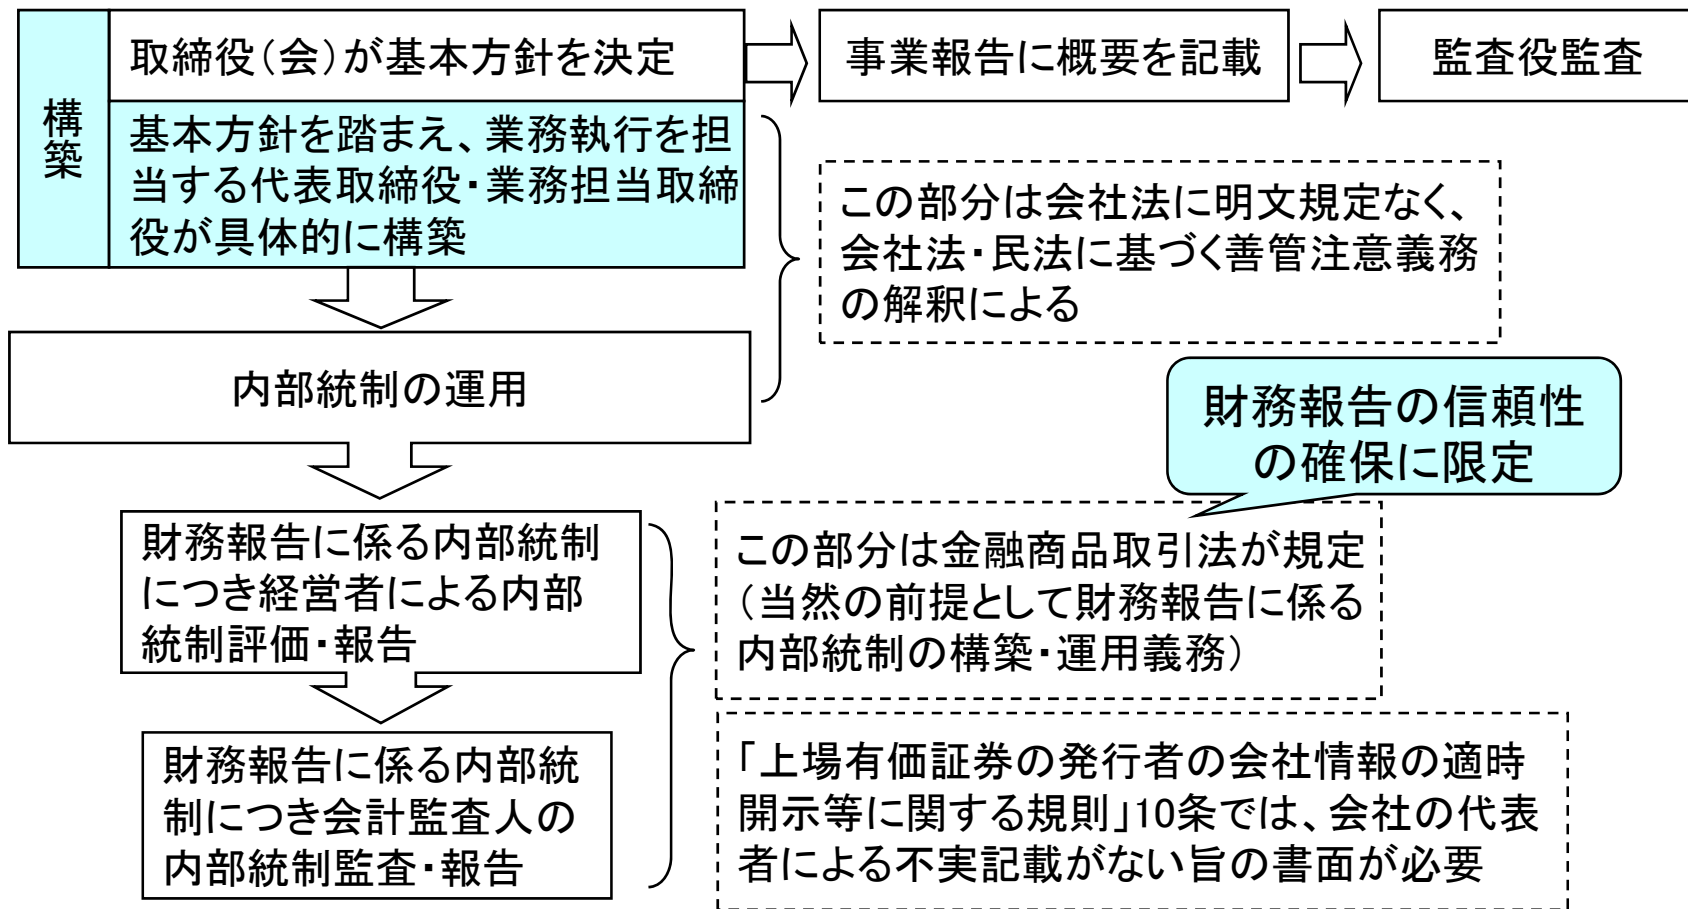 取締役（会）が基本方針を決定
事業報告に概要を記載
監査役監査
構
築
基本方針を踏まえ、業務執行を担
当する代表取締役・業務担当取締
役が具体的に構築
この部分は会社法に明文規定なく、
会社法・民法に基づく善管注意義務
の解釈による
内部統制の運用
財務報告の信頼性
の確保に限定
財務報告に係る内部統制
につき経営者による内部
統制評価・報告
この部分は金融商品取引法が規定
（当然の前提として財務報告に係る
内部統制の構築・運用義務）
財務報告に係る内部統
制につき会計監査人の
内部統制監査・報告
「上場有価証券の発行者の会社情報の適時
開示等に関する規則」10条では、会社の代表
者による不実記載がない旨の書面が必要